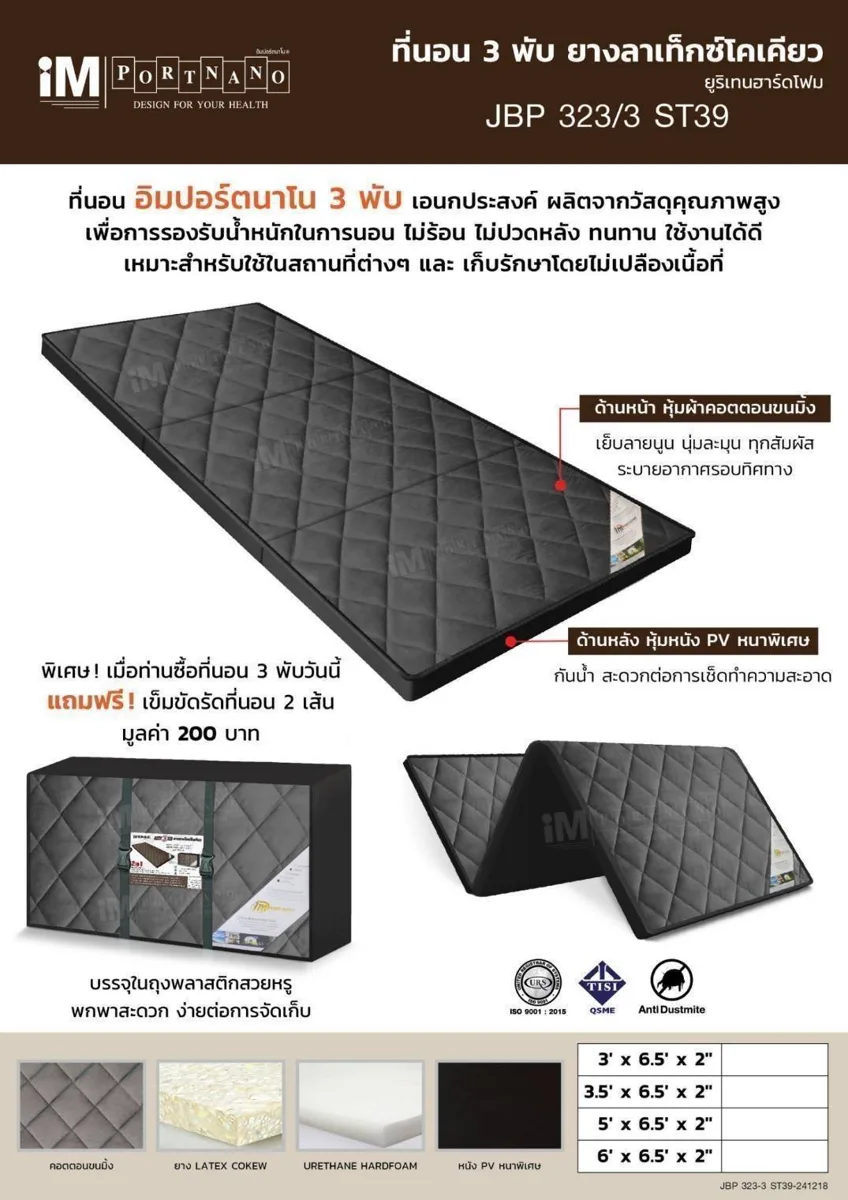 อิมปอร์ตนาโน®
iM PORTNANO
DESIGN FOR YOUR HEALTH
ที่นอน 3 พับ ยางลาเท็กซ์โคเคียว
ยูริเทนฮาร์ดโฟม
JBP 323/3 ST39
ที่นอน อิมปอร์ตนาโน 3 พับ เอนกประสงค์ ผลิตจากวัสดุคุณภาพสูง
เพื่อการรองรับน้ำหนักในการนอน ไม่ร้อน ไม่ปวดหลัง ทนทาน ใช้งานได้ดี
เหมาะสำหรับใช้ในสถานที่ต่างๆ และ เก็บรักษาโดยไม่เปลืองเนื้อที่
ด้านหน้า หุ้มผ้าคอตตอนขนมิ้ง
เย็บลายนูน นุ่มละมุน ทุกสัมผัส
ระบายอากาศรอบทิศทาง
ด้านหลัง หุ้มหนัง PV หนาพิเศษ
กันน้ำ สะดวกต่อการเช็ดทำความสะอาด
พิเศษ! เมื่อท่านซื้อที่นอน 3 พับวันนี้
แถมฟรี! เข็มขัดรัดที่นอน 2 เส้น
มูลค่า 200 บาท
บรรจุในถุงพลาสติกสวยหรู
พกพาสะดวก ง่ายต่อการจัดเก็บ
URS
ISO 9001 : 2015
TISI
QSME
Anti Dustmite
คอตตอนขนมิ้ง
ยาง LATEX COKEW
URETHANE HARDFOAM
หนัง PV หนาพิเศษ
3' x 6.5' x 2"
3.5' x 6.5' x 2"
5' x 6.5' x 2"
6' x 6.5' x 2"
JBP 323-3 ST39-241218